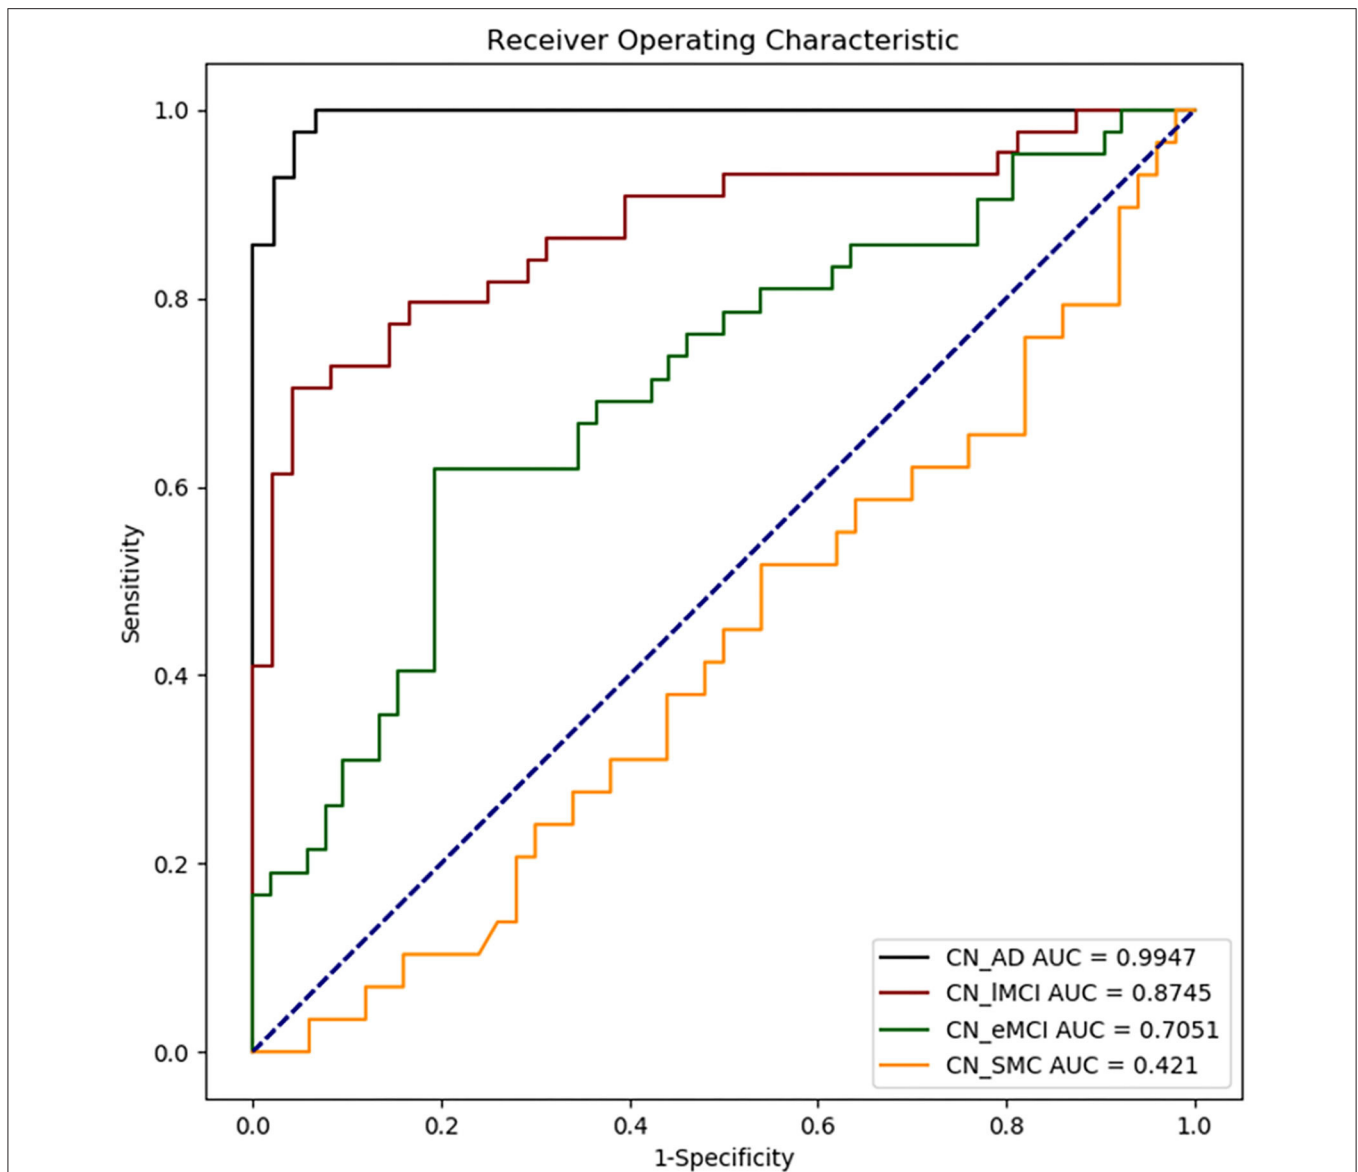 Receiver Operating Characteristic
1.0
0.8
0.6
0.4
0.2
0.0
Sensitivity
CN_AD AUC = 0.9947
CN_lMCI AUC = 0.8745
CN_eMCI AUC = 0.7051
CN_SMC AUC = 0.421
0.0 0.2 0.4 0.6 0.8 1.0
1-Specificity